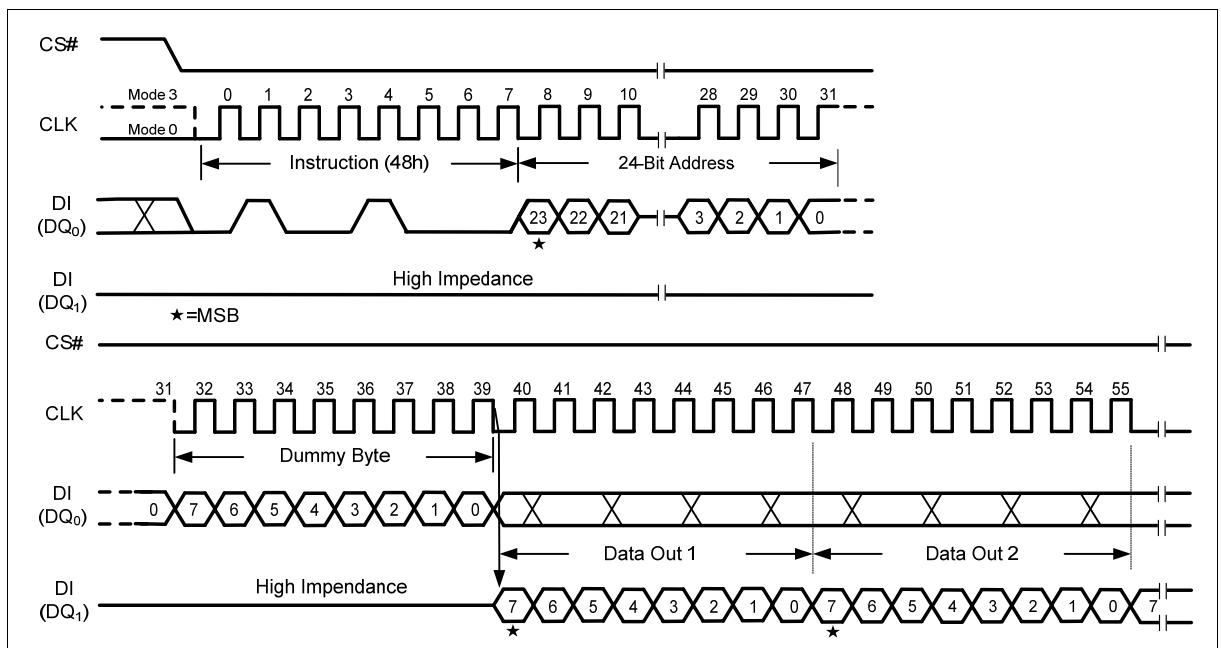 CS#
Mode 3 0 1 2 3 4 5 6 7 8 9 10 28 29 30 31
CLK
Mode 0
Instruction (48h) 24-Bit Address
DI
(DQ0) 23 22 21 3 2 1 0
★
DI High Impedance
(DQ1)
★=MSB
CS#
31 32 33 34 35 36 37 38 39 40 41 42 43 44 45 46 47 48 49 50 51 52 53 54 55
CLK
Dummy Byte
DI
(DQ0) 0 7 6 5 4 3 2 1 0
Data Out 1 Data Out 2
DI High Impendance
(DQ1) 7 6 5 4 3 2 1 0 7 6 5 4 3 2 1 0 7
★ ★